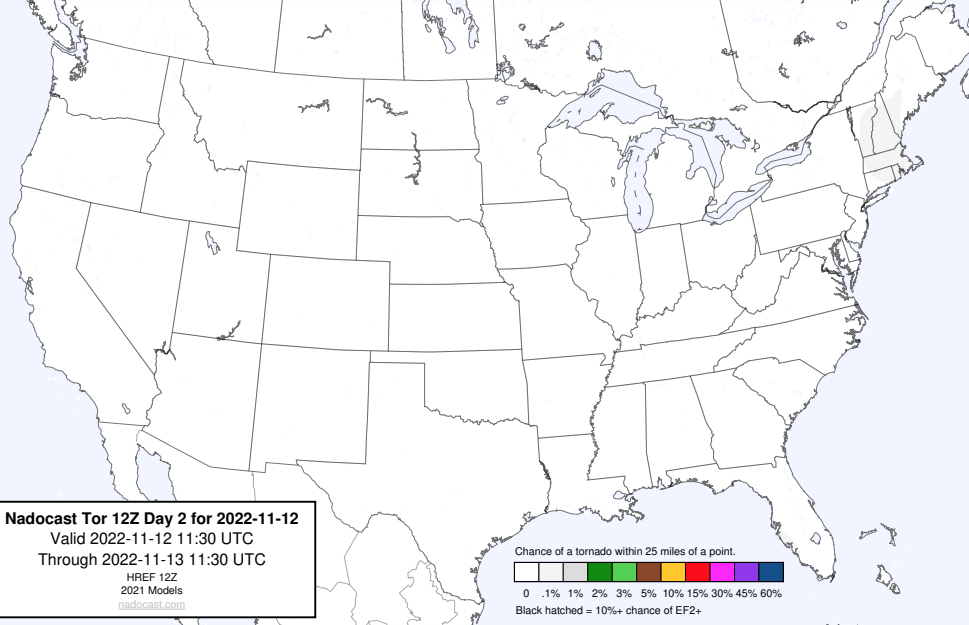 Nadocast Tor 12Z Day 2 for 2022-11-12
Valid 2022-11-12 11:30 UTC
Through 2022-11-13 11:30 UTC
HREF 12Z
2021 Models
nadocast.com
Chance of a tornado within 25 miles of a point.
0 .1% 1% 2% 3% 5% 10% 15% 30% 45% 60%
Black hatched = 10%+ chance of EF2+